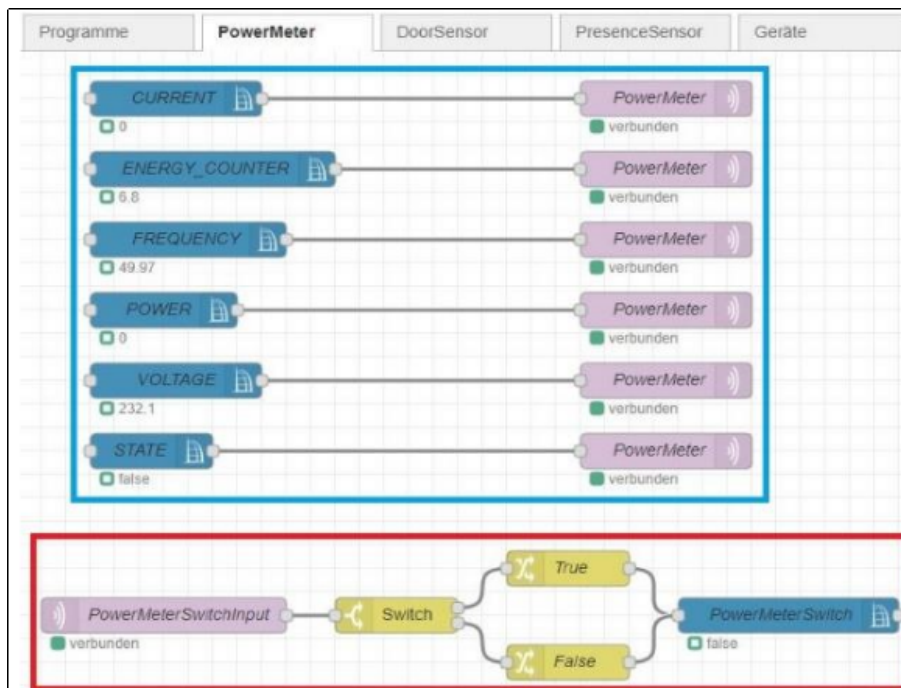 Programme PowerMeter DoorSensor PresenceSensor Geräte
CURRENT PowerMeter
0 verbunden
ENERGY_COUNTER PowerMeter
6.8 verbunden
FREQUENCY PowerMeter
49.97 verbunden
POWER PowerMeter
0 verbunden
VOLTAGE PowerMeter
232.1 verbunden
STATE PowerMeter
false verbunden
True
PowerMeterSwitchInput Switch PowerMeterSwitch
verbunden false
False